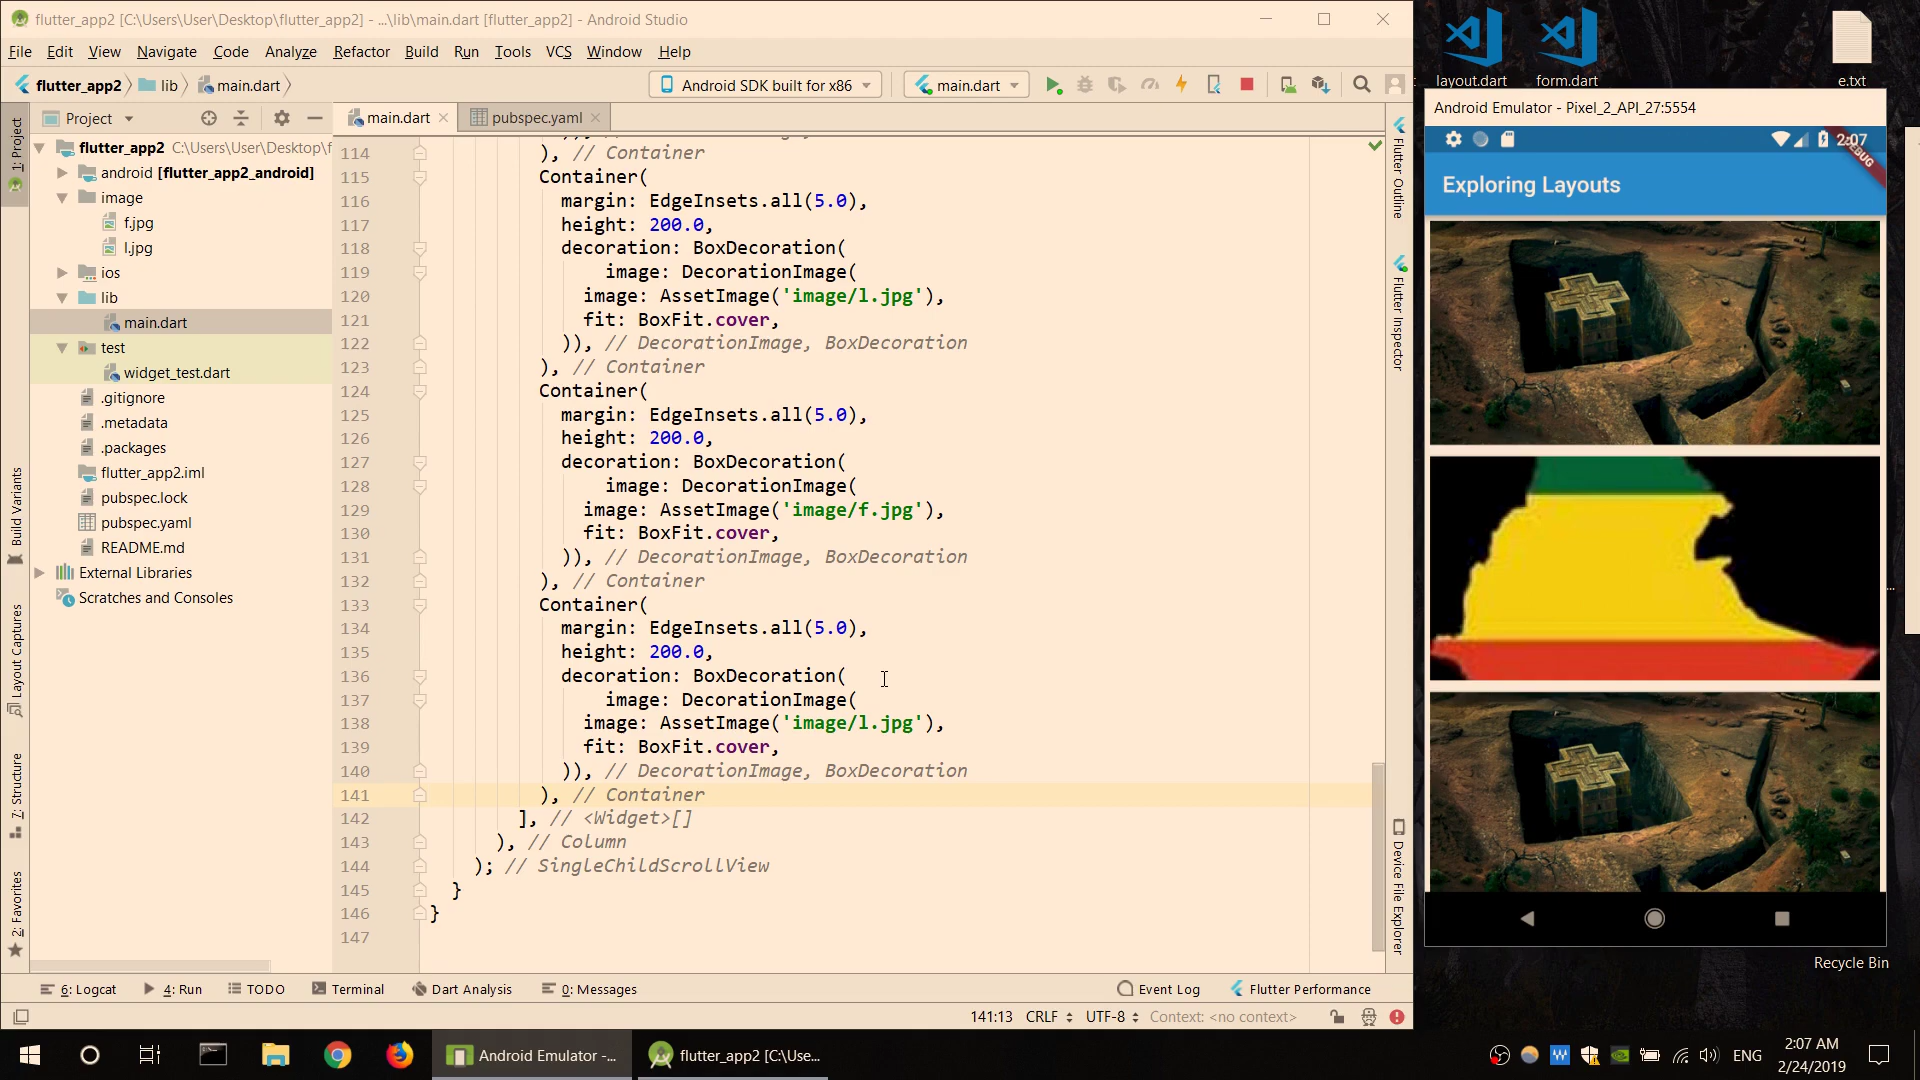 flutter_app2 [C:\Users\User\Desktop\flutter_app2] - ...\lib\main.dart [flutter_app2] - Android Studio
File Edit View Navigate Code Analyze Refactor Build Run Tools VCS Window Help
flutter_app2 lib main.dart
Android SDK built for x86
main.dart
Project
main.dart
pubspec.yaml
flutter_app2 C:\Users\User\Desktop\f
android [flutter_app2_android]
image
f.jpg
l.jpg
ios
lib
main.dart
test
widget_test.dart
.gitignore
.metadata
.packages
flutter_app2.iml
pubspec.lock
pubspec.yaml
README.md
External Libraries
Scratches and Consoles
1: Project
Build Variants
Layout Captures
7: Structure
2: Favorites
114 ), // Container
115 Container(
116 margin: EdgeInsets.all(5.0),
117 height: 200.0,
118 decoration: BoxDecoration(
119 image: DecorationImage(
120 image: AssetImage('image/l.jpg'),
121 fit: BoxFit.cover,
122 )), // DecorationImage, BoxDecoration
123 ), // Container
124 Container(
125 margin: EdgeInsets.all(5.0),
126 height: 200.0,
127 decoration: BoxDecoration(
128 image: DecorationImage(
129 image: AssetImage('image/f.jpg'),
130 fit: BoxFit.cover,
131 )), // DecorationImage, BoxDecoration
132 ), // Container
133 Container(
134 margin: EdgeInsets.all(5.0),
135 height: 200.0,
136 decoration: BoxDecoration(
137 image: DecorationImage(
138 image: AssetImage('image/l.jpg'),
139 fit: BoxFit.cover,
140 )), // DecorationImage, BoxDecoration
141 ), // Container
142 ], // <Widget>[]
143 ), // Column
144 ); // SingleChildScrollView
145 }
146 }
147
Flutter Outline
Flutter Inspector
Device File Explorer
6: Logcat 4: Run TODO Terminal Dart Analysis 0: Messages Event Log Flutter Performance
141:13 CRLF UTF-8 Context: <no context>
layout.dart
form.dart
e.txt
Android Emulator - Pixel_2_API_27:5554
2:07
DEBUG
Exploring Layouts
Recycle Bin
Android Emulator -...
flutter_app2 [C:\Use...
ENG
2:07 AM
2/24/2019